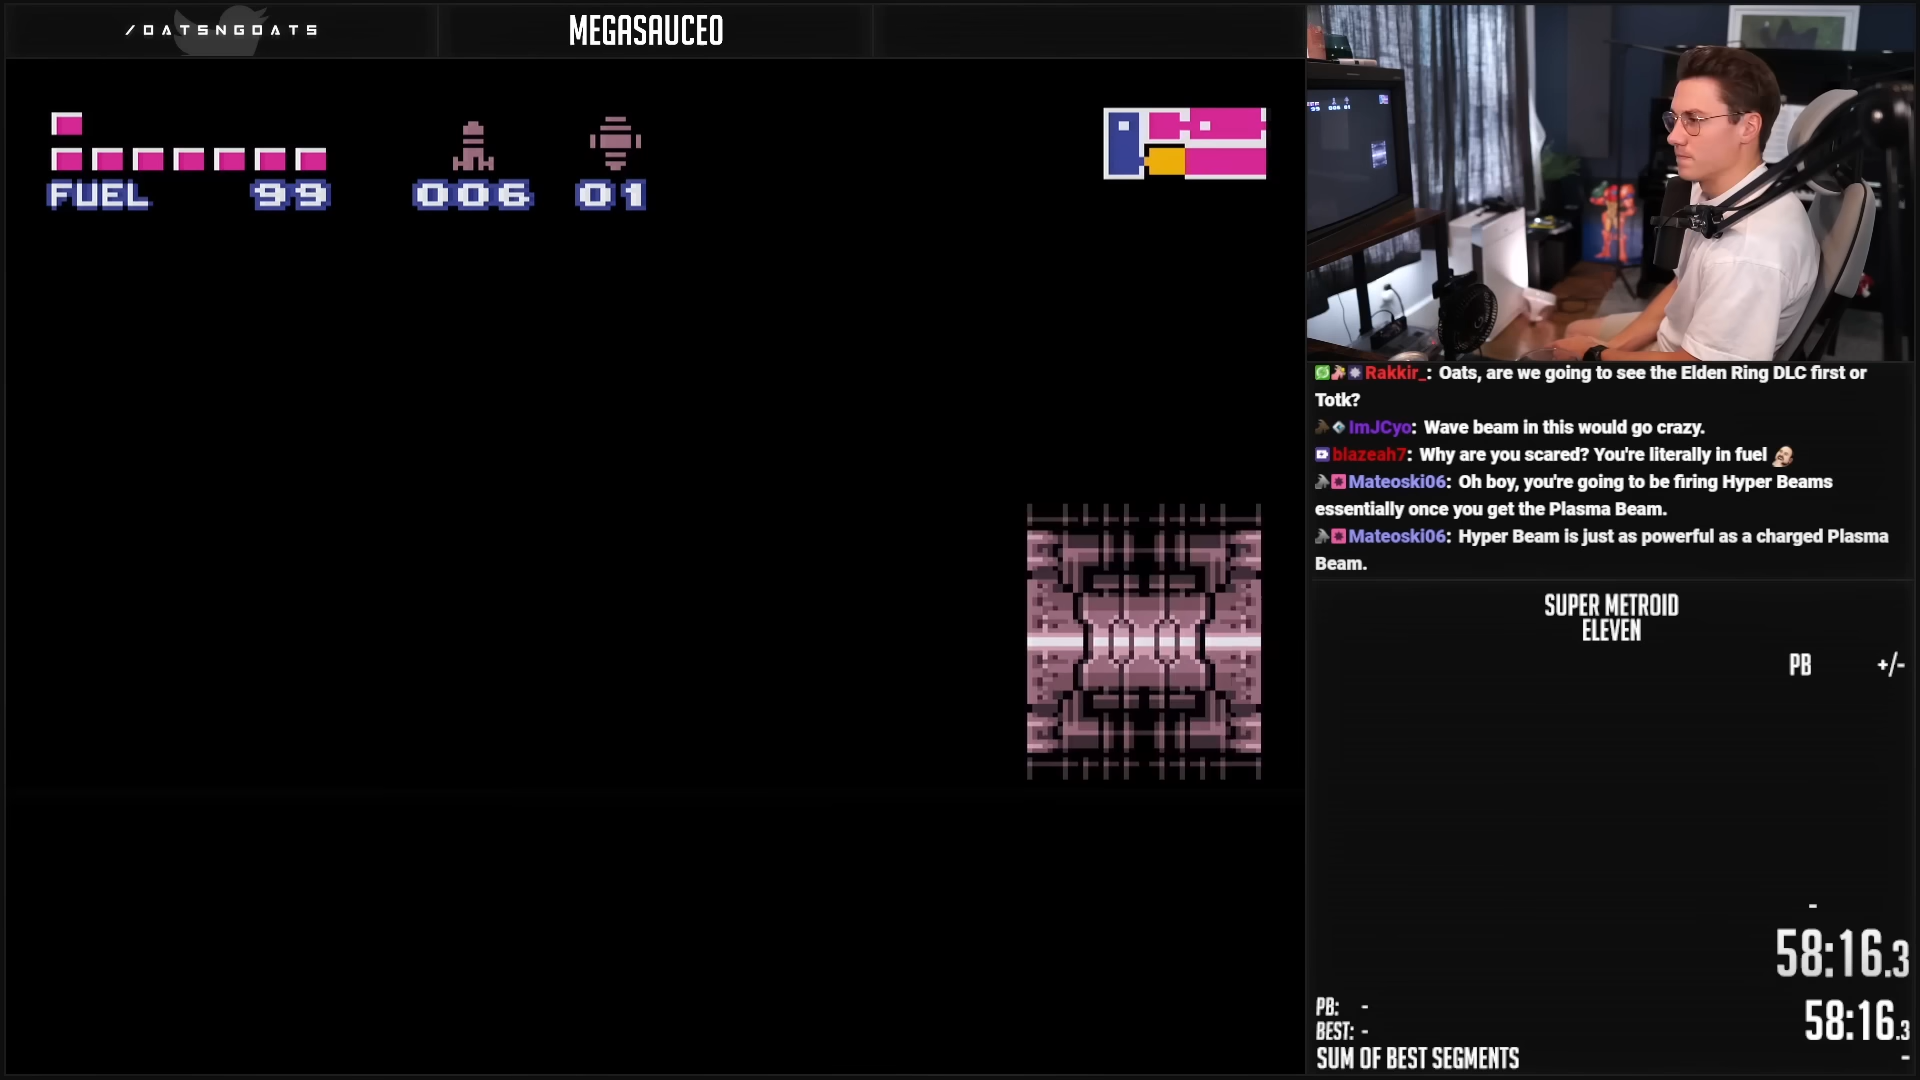 /OATSNGOATS
MEGASAUCEO
FUEL 99
006
01
Rakkir_: Oats, are we going to see the Elden Ring DLC first or
Totk?
ImJCyo: Wave beam in this would go crazy.
blazeah7: Why are you scared? You're literally in fuel
Mateoski06: Oh boy, you're going to be firing Hyper Beams
essentially once you get the Plasma Beam.
Mateoski06: Hyper Beam is just as powerful as a charged Plasma
Beam.
SUPER METROID
ELEVEN
PB +/-
-
58:16.3
PB: -
58:16.3
BEST: -
SUM OF BEST SEGMENTS -